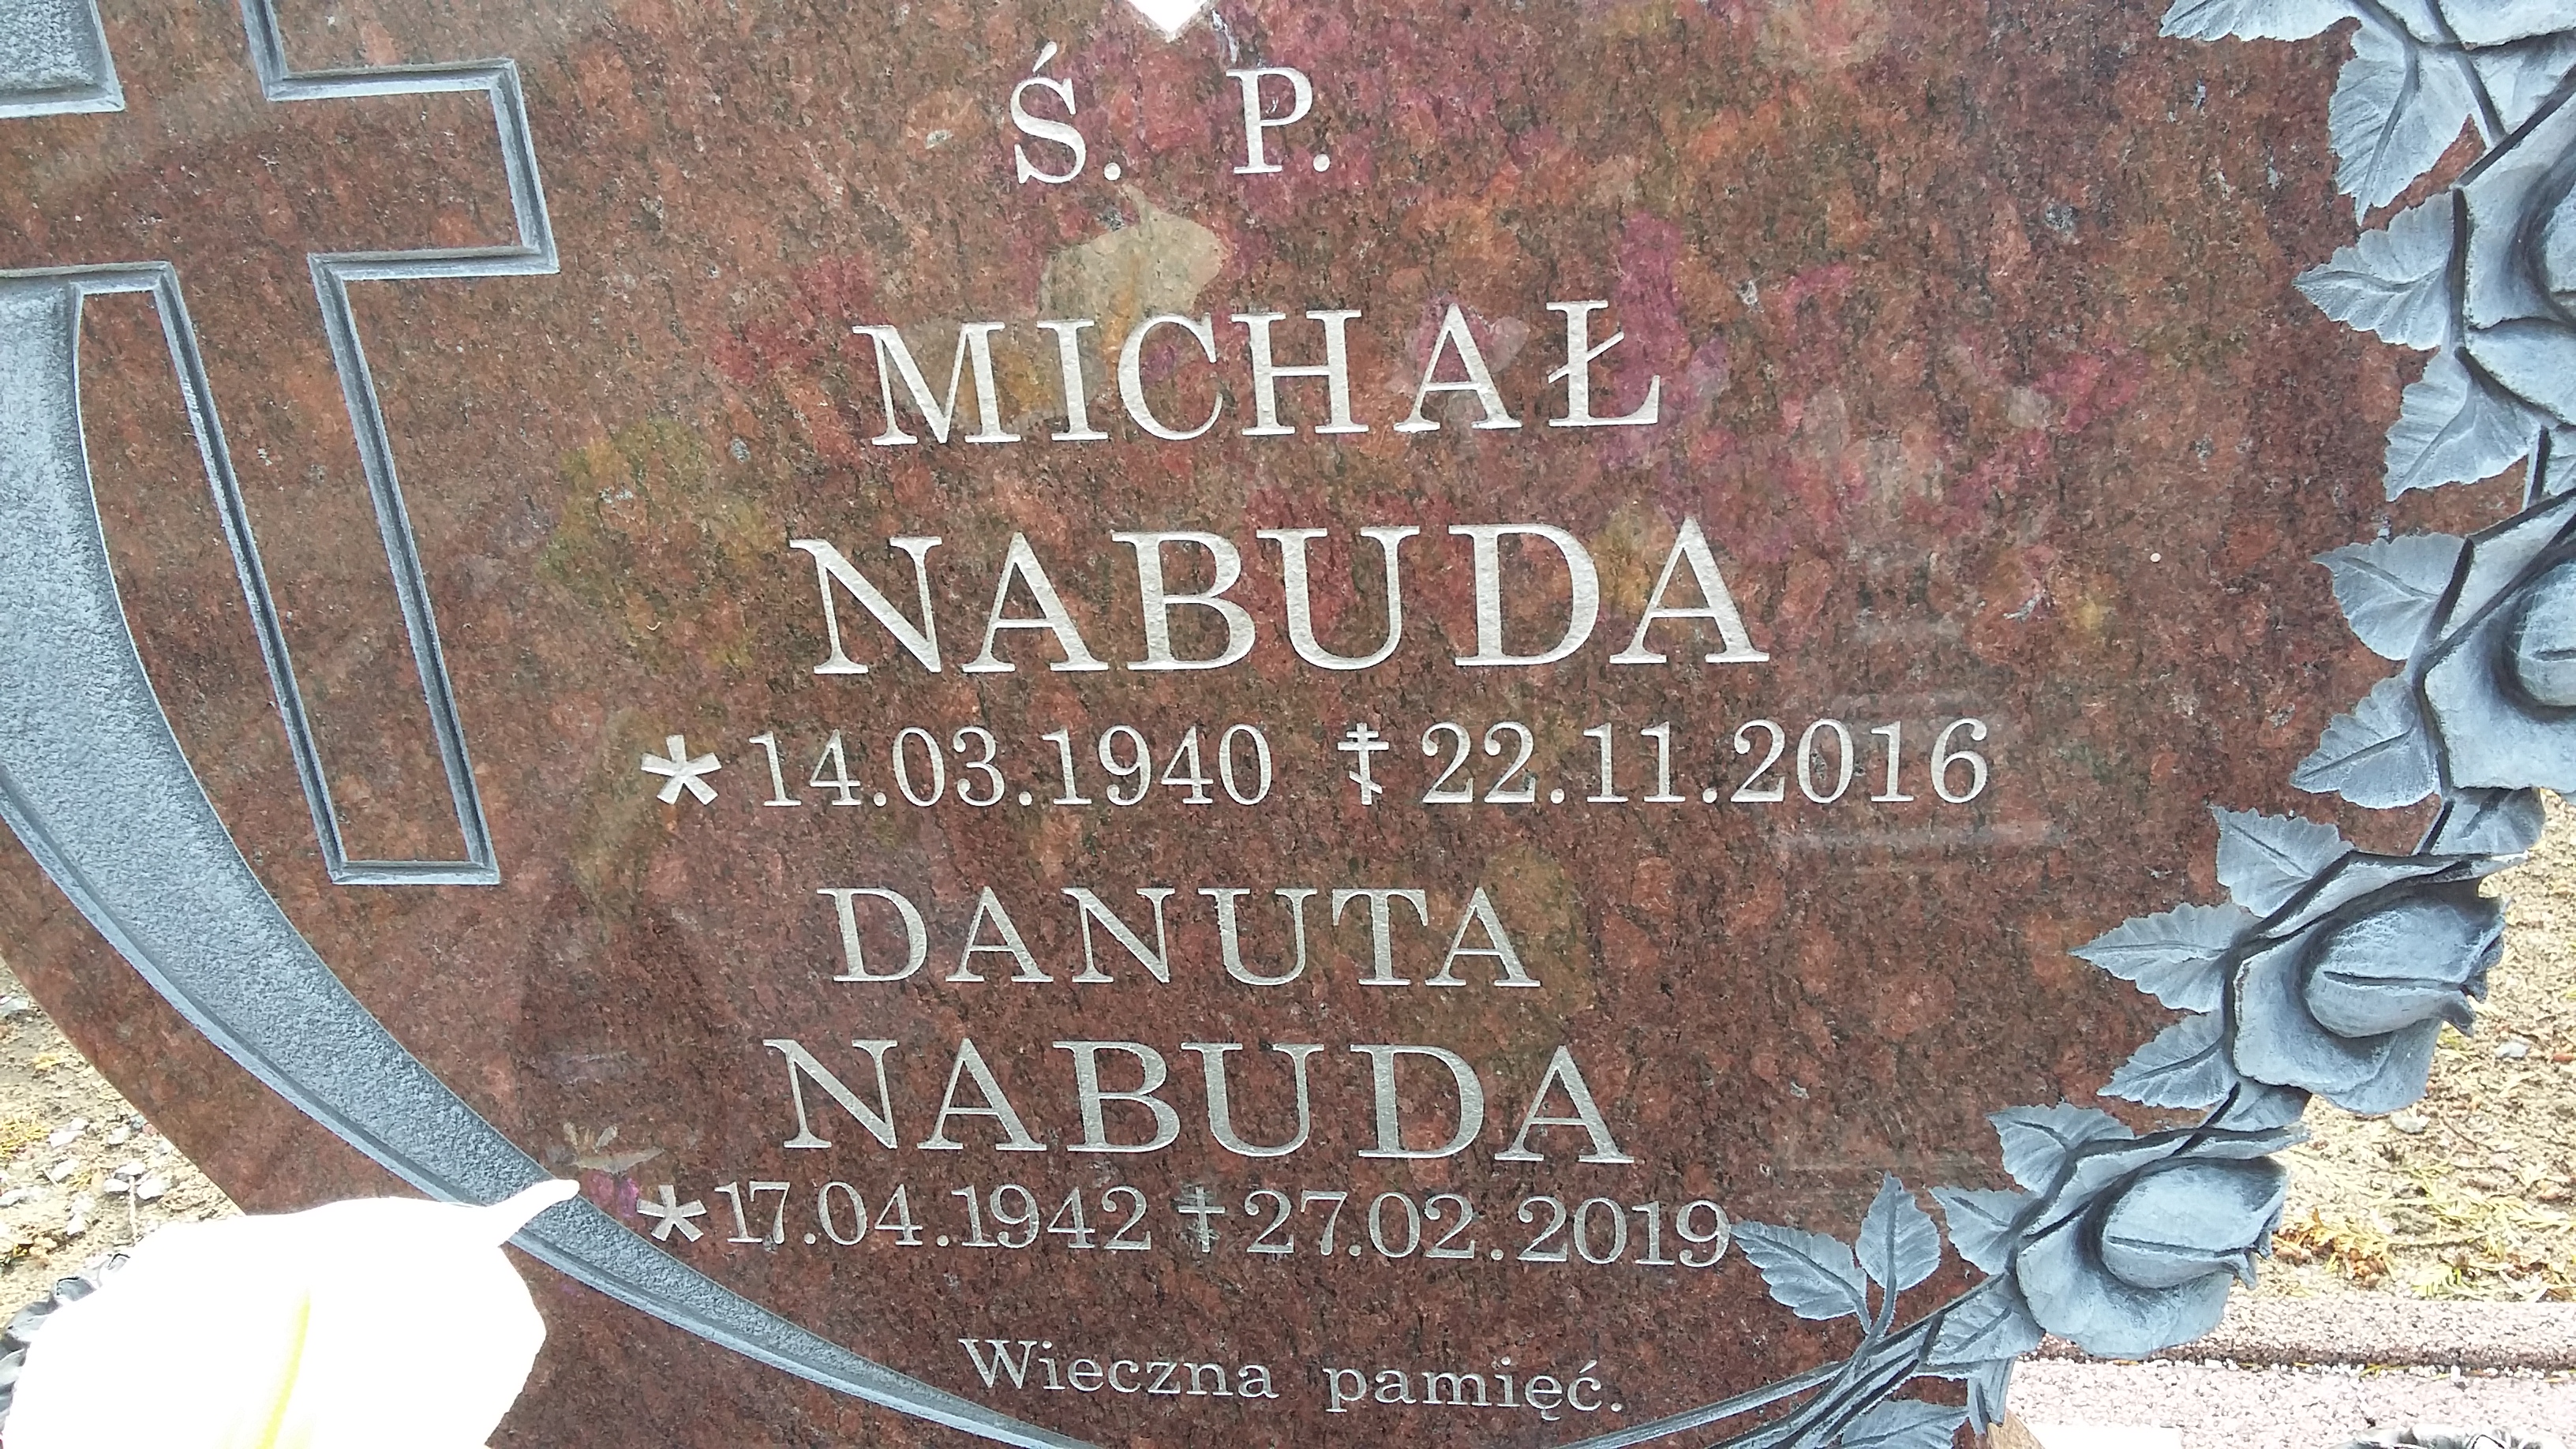 Ś. P.
MICHAŁ
NABUDA
*14.03.1940 ☦22.11.2016
DANUTA
NABUDA
*17.04.1942 ☦27.02.2019
Wieczna pamięć.